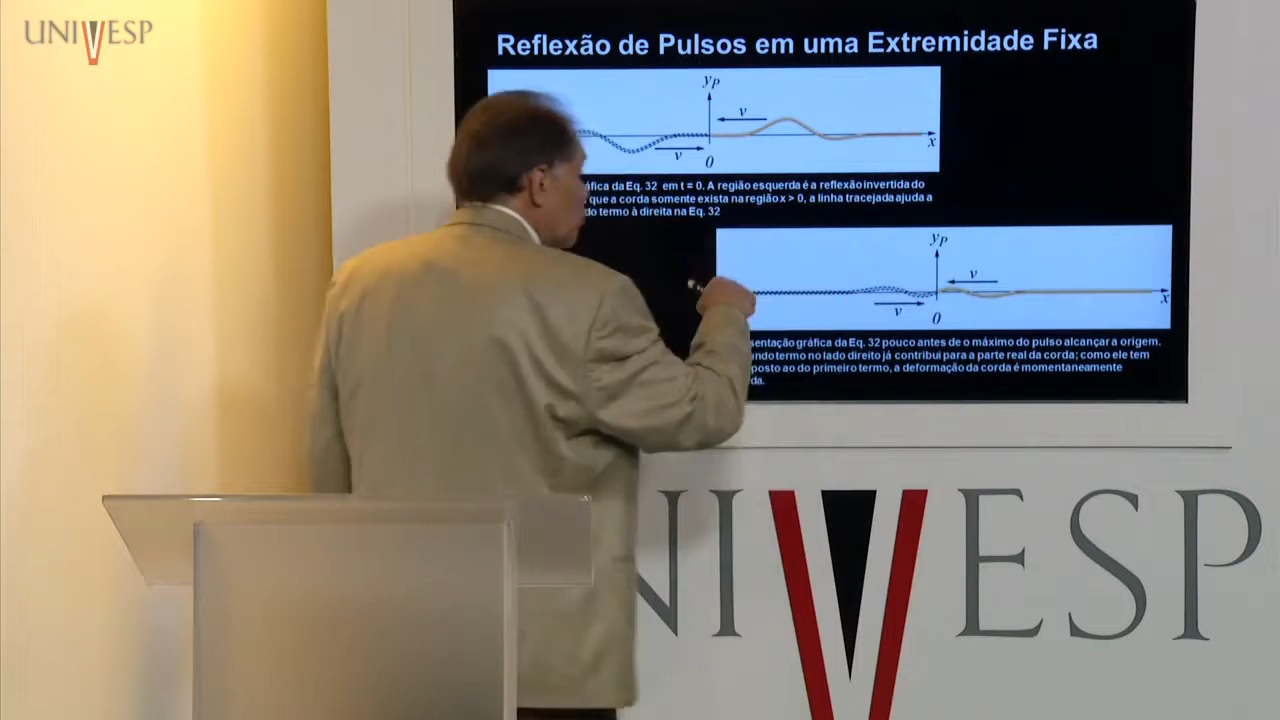 UNIVESP
Reflexão de Pulsos em uma Extremidade Fixa
yP
v
v
0
x
áfica da Eq. 32 em t = 0. A região esquerda é a reflexão invertida do
que a corda somente exista na região x > 0, a linha tracejada ajuda a
do termo à direita na Eq. 32
yP
v
v
0
x
sentação gráfica da Eq. 32 pouco antes de o máximo do pulso alcançar a origem.
ndo termo no lado direito já contribui para a parte real da corda; como ele tem
posto ao do primeiro termo, a deformação da corda é momentaneamente
da.
NIVESP